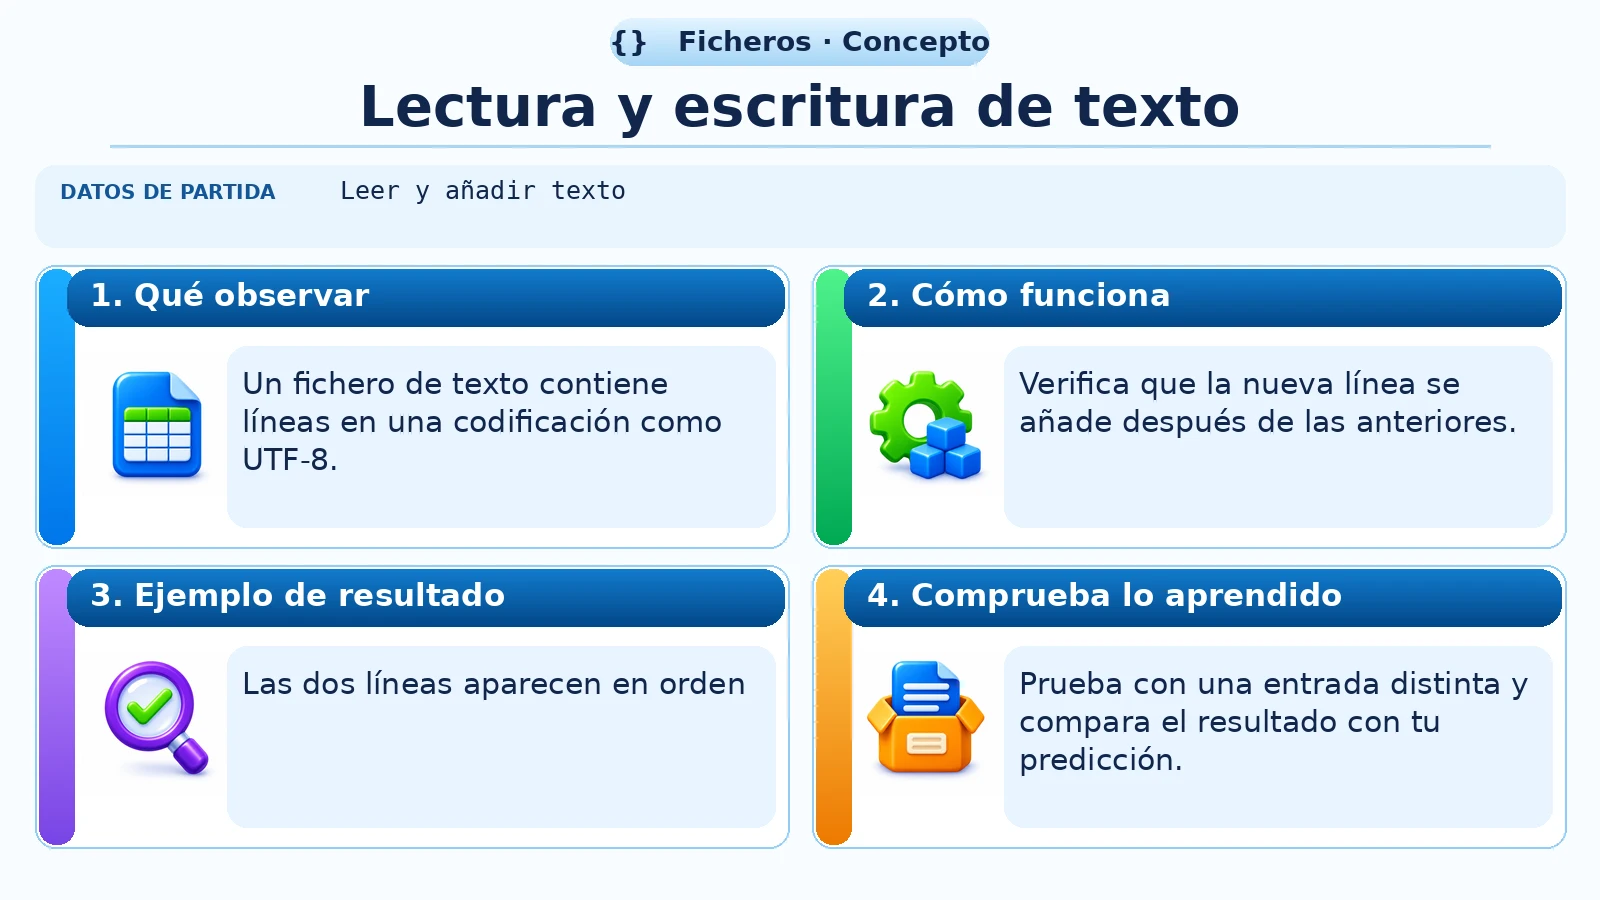 {} Ficheros · Concepto
Lectura y escritura de texto
DATOS DE PARTIDA Leer y añadir texto
1. Qué observar
Un fichero de texto contiene
líneas en una codificación como
UTF-8.
2. Cómo funciona
Verifica que la nueva línea se
añade después de las anteriores.
3. Ejemplo de resultado
Las dos líneas aparecen en orden
4. Comprueba lo aprendido
Prueba con una entrada distinta y
compara el resultado con tu
predicción.